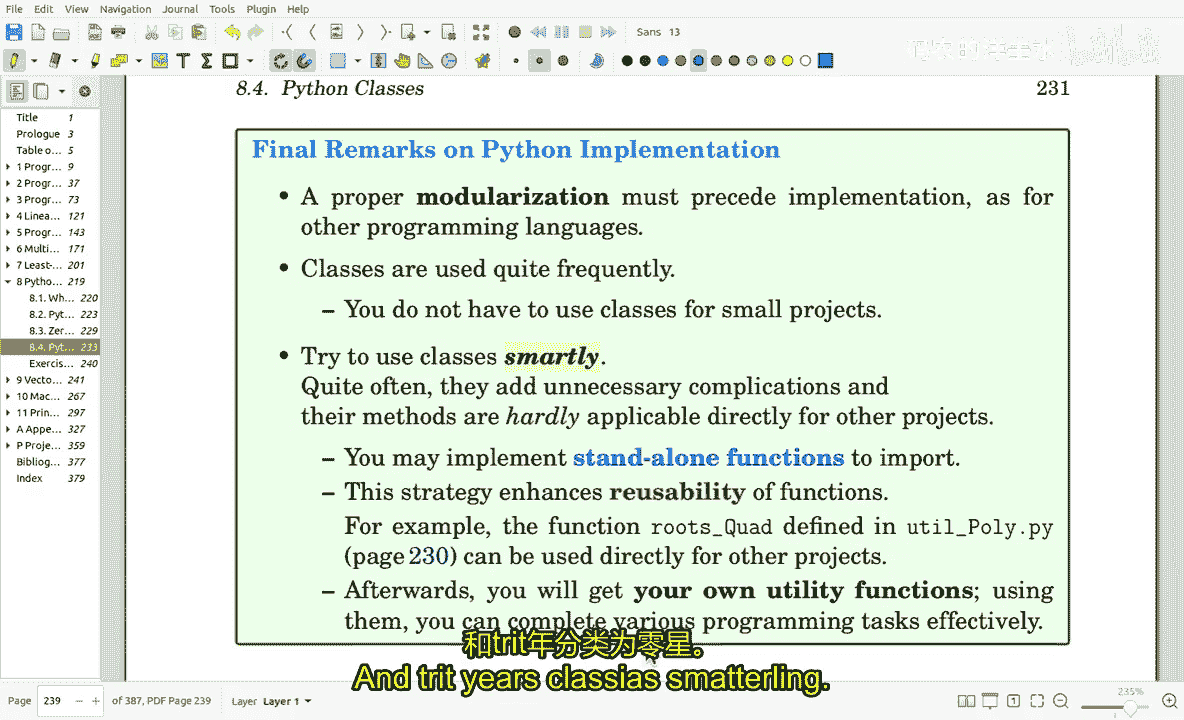 File Edit View Navigation Journal Tools Plugin Help
Sans 13
8.4. Python Classes 231
Title 1
Prologue 3
Table o... 5
1 Progr... 9
2 Progr... 37
3 Progr... 73
4 Linea... 121
5 Progr... 143
6 Multi... 171
7 Least-... 201
8 Pytho... 219
8.1. Wh... 220
8.2. Pyt... 223
8.3. Zer... 229
8.4. Pyt... 233
Exercis... 240
9 Vecto... 241
10 Mac... 267
11 Prin... 297
A Appe... 327
P Proje... 359
Bibliog... 377
Index 379
Final Remarks on Python Implementation
• A proper modularization must precede implementation, as for
other programming languages.
• Classes are used quite frequently.
– You do not have to use classes for small projects.
• Try to use classes smartly.
Quite often, they add unnecessary complications and
their methods are hardly applicable directly for other projects.
– You may implement stand-alone functions to import.
– This strategy enhances reusability of functions.
For example, the function roots_Quad defined in util_Poly.py
(page 230) can be used directly for other projects.
– Afterwards, you will get your own utility functions; using
them, you can complete various programming tasks effectively.
和trit年分类为零星。
And trit years classias smatterling.
Page 239 of 387, PDF Page 239 Layer Layer 1
235%